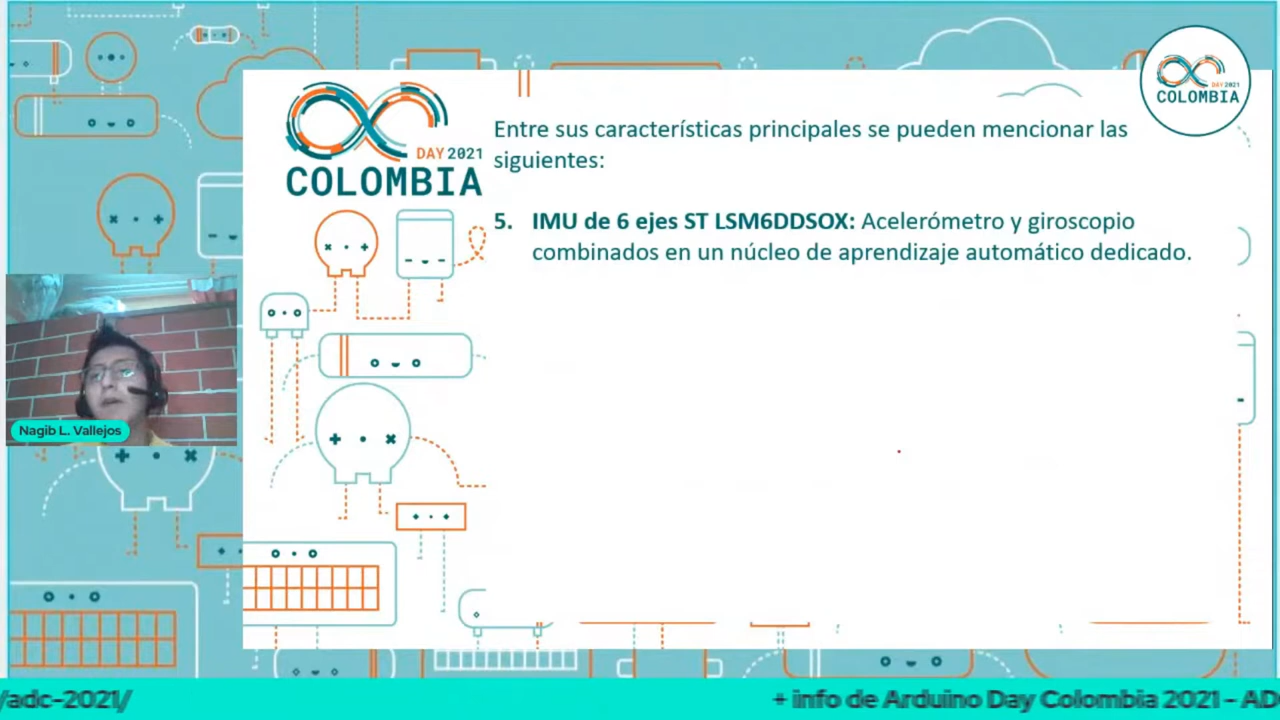 DAY 2021
COLOMBIA
DAY 2021
COLOMBIA
Entre sus características principales se pueden mencionar las
siguientes:
5. IMU de 6 ejes ST LSM6DDSOX: Acelerómetro y giroscopio
combinados en un núcleo de aprendizaje automático dedicado.
Nagib L. Vallejos
/adc-2021/
+ info de Arduino Day Colombia 2021 - AD